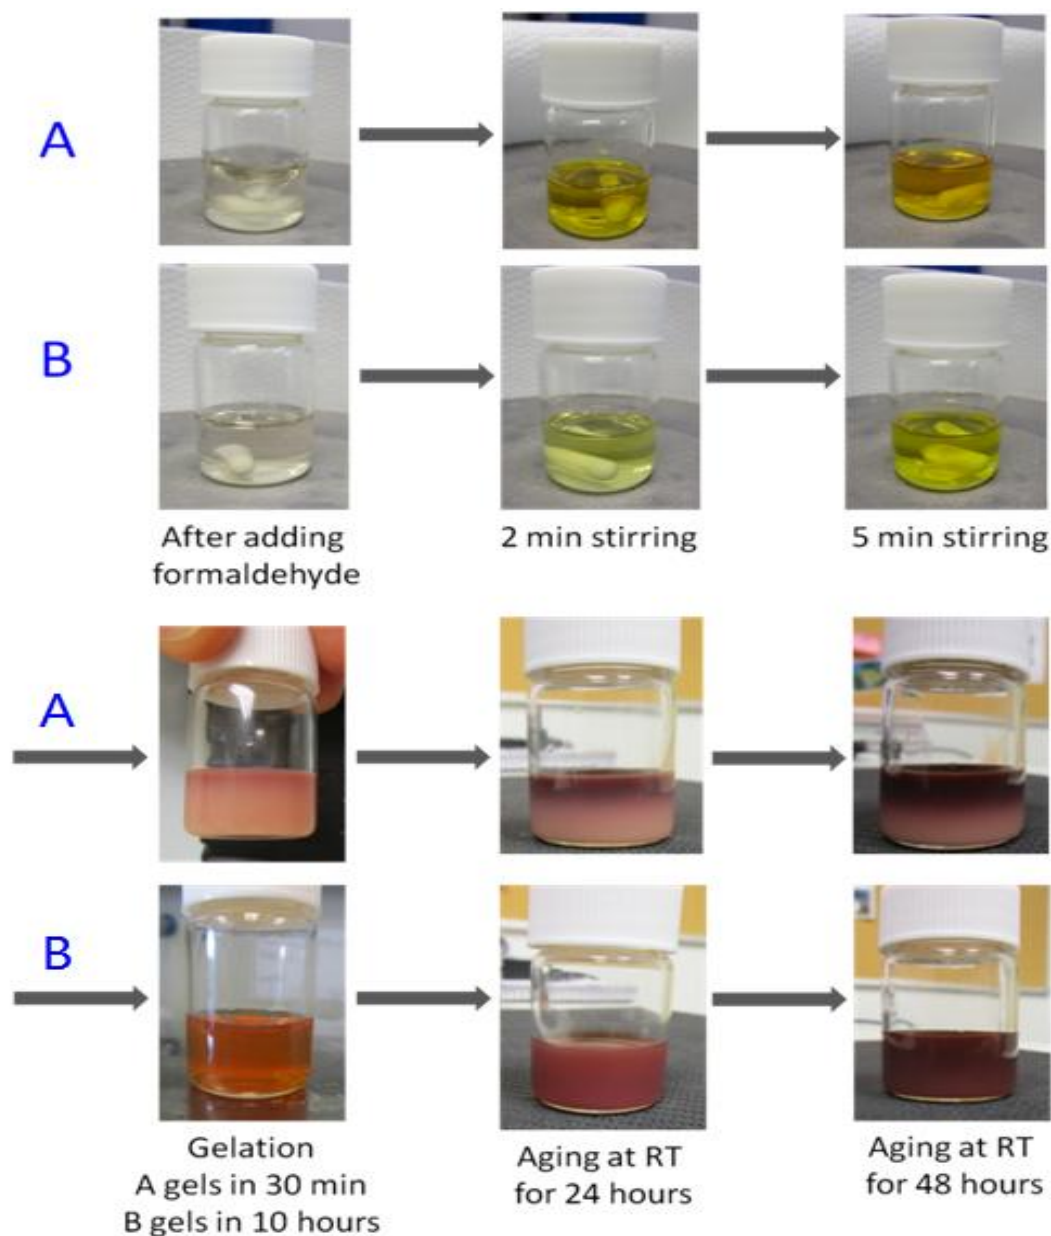 A
B
After adding
formaldehyde
2 min stirring
5 min stirring
A
B
Gelation
A gels in 30 min
B gels in 10 hours
Aging at RT
for 24 hours
Aging at RT
for 48 hours